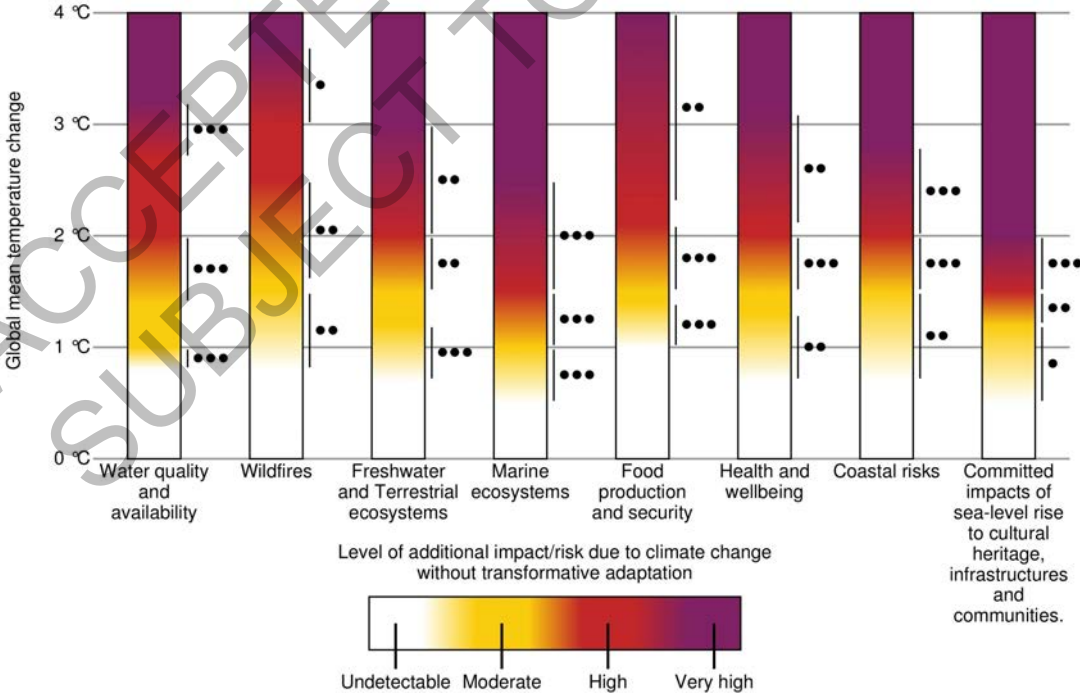 ACCEPTE
SUBJECT TO
4 °C
3 °C
2 °C
1 °C
0 °C
Global mean temperature change
Water quality
and
availability
Wildfires
Freshwater
and Terrestrial
ecosystems
Marine
ecosystems
Food
production
and security
Health and
wellbeing
Coastal risks
Committed
impacts of
sea-level rise
to cultural
heritage,
infrastructures
and
communities.
Level of additional impact/risk due to climate change
without transformative adaptation
Undetectable Moderate High Very high